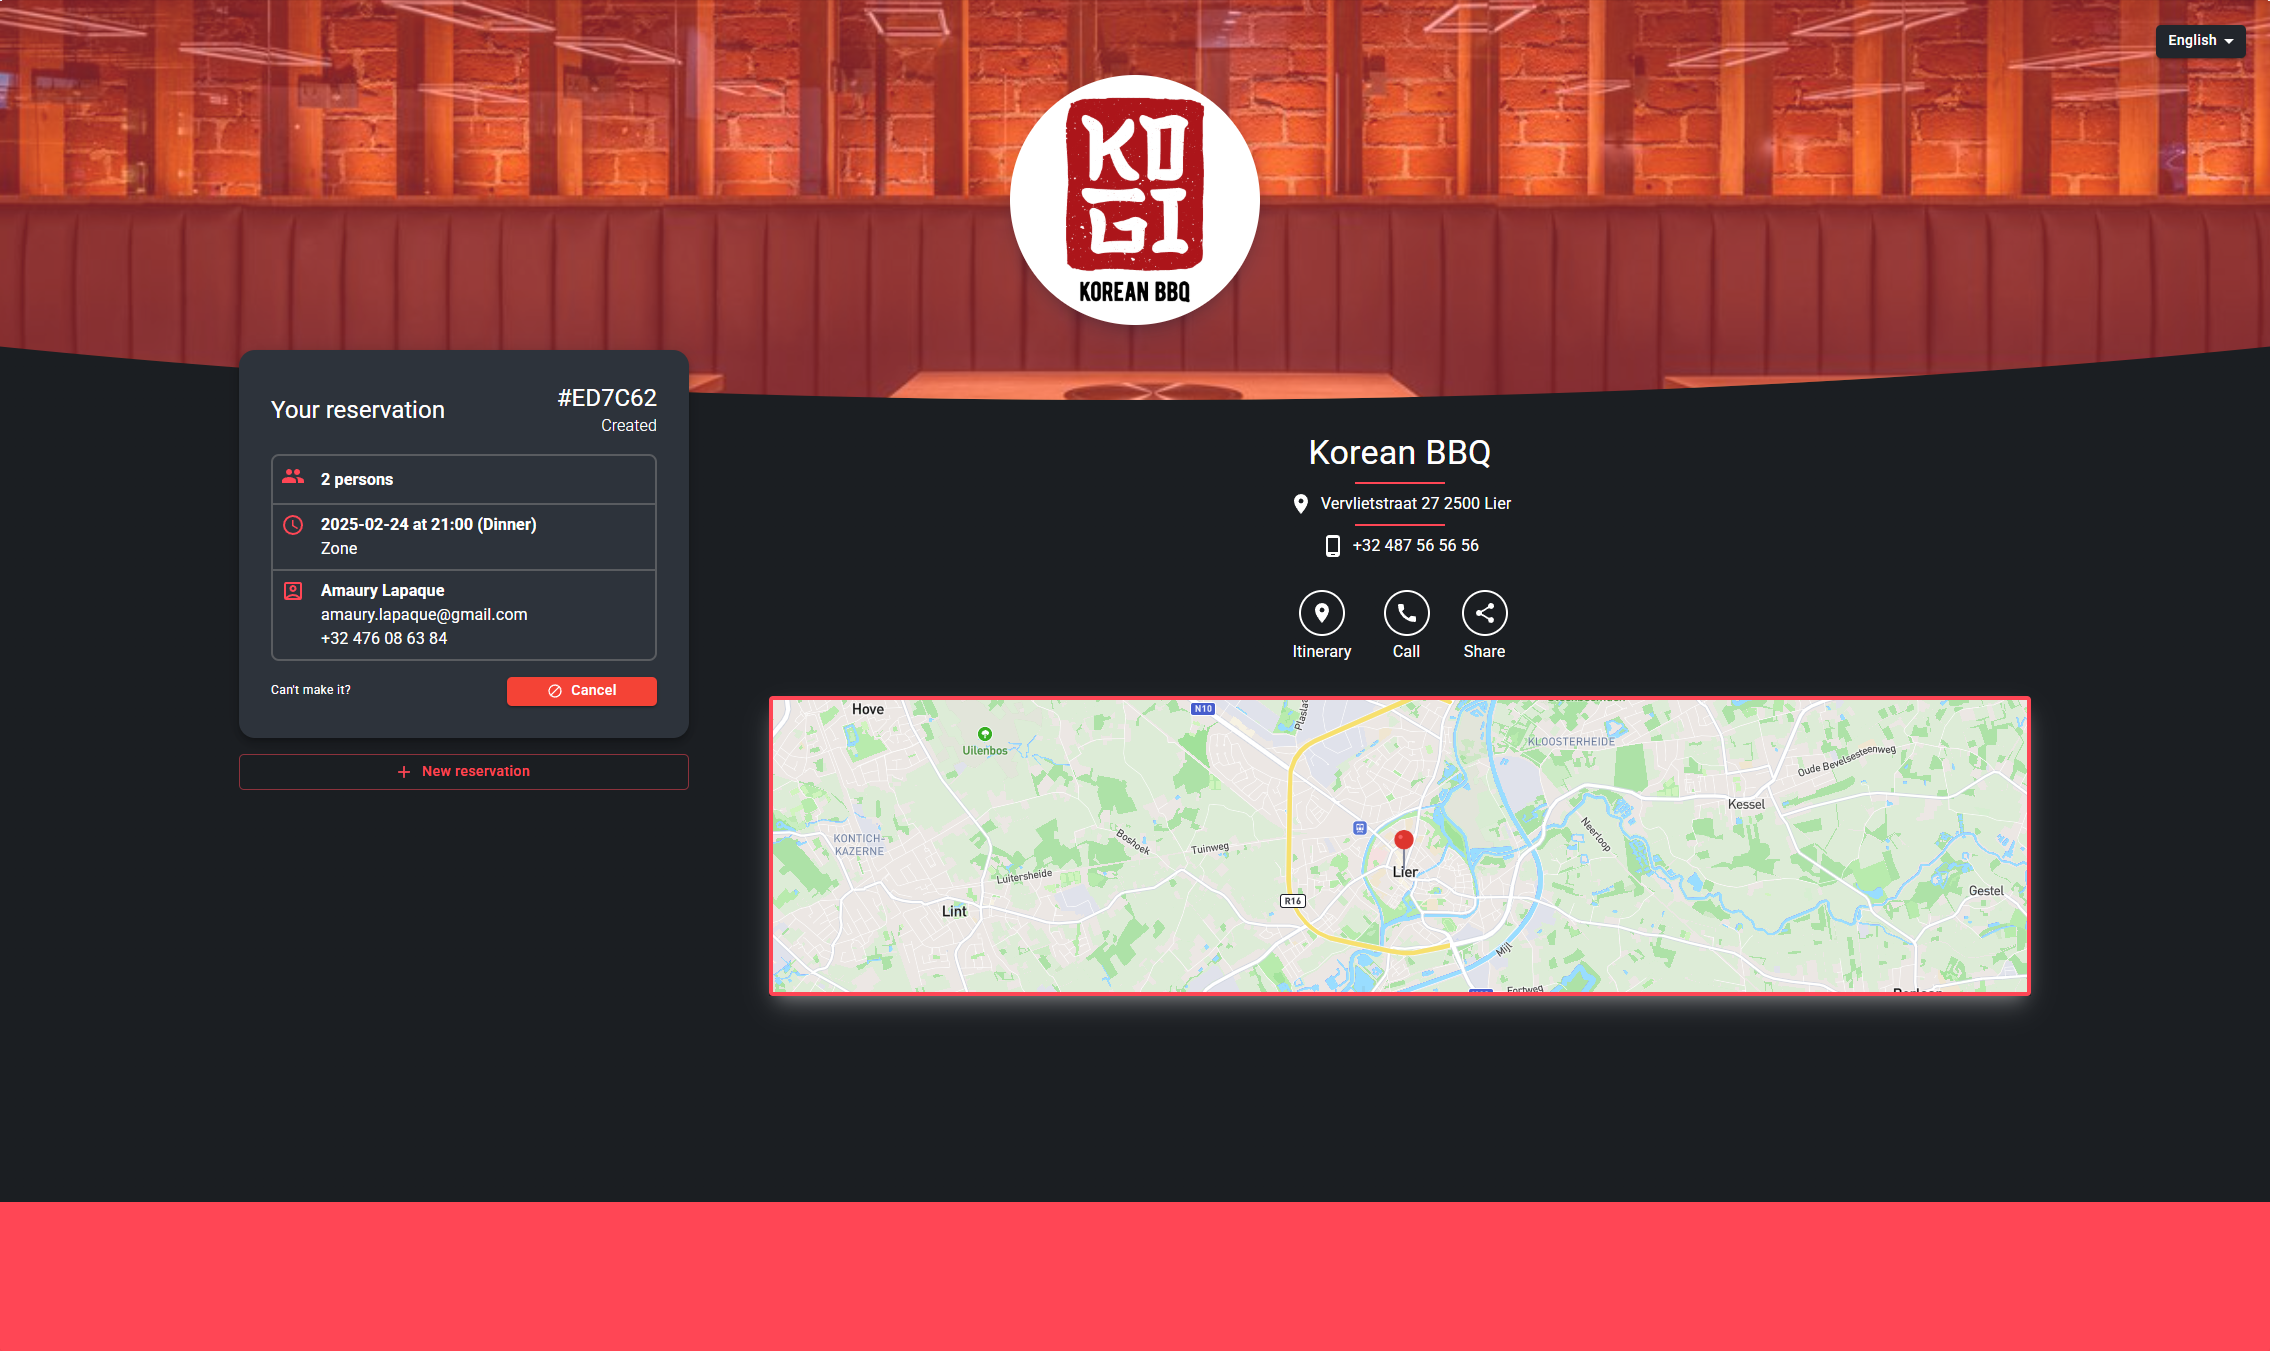 English
KO
GI
KOREAN BBQ
Your reservation
#ED7C62
Created
2 persons
2025-02-24 at 21:00 (Dinner)
Zone
Amaury Lapaque
amaury.lapaque@gmail.com
+32 476 08 63 84
Can't make it?
Cancel
New reservation
Korean BBQ
Vervlietstraat 27 2500 Lier
+32 487 56 56 56
Itinerary
Call
Share
Hove
N10
Uilenbos
KLOOSTERHEIDE
Oude Bevelsesteenweg
Kessel
KONTICH-
KAZERNE
Boshoek
Tuinweg
Neerloop
Luitersheide
Lier
Gestel
R16
Lint
Mijl
Fortweg